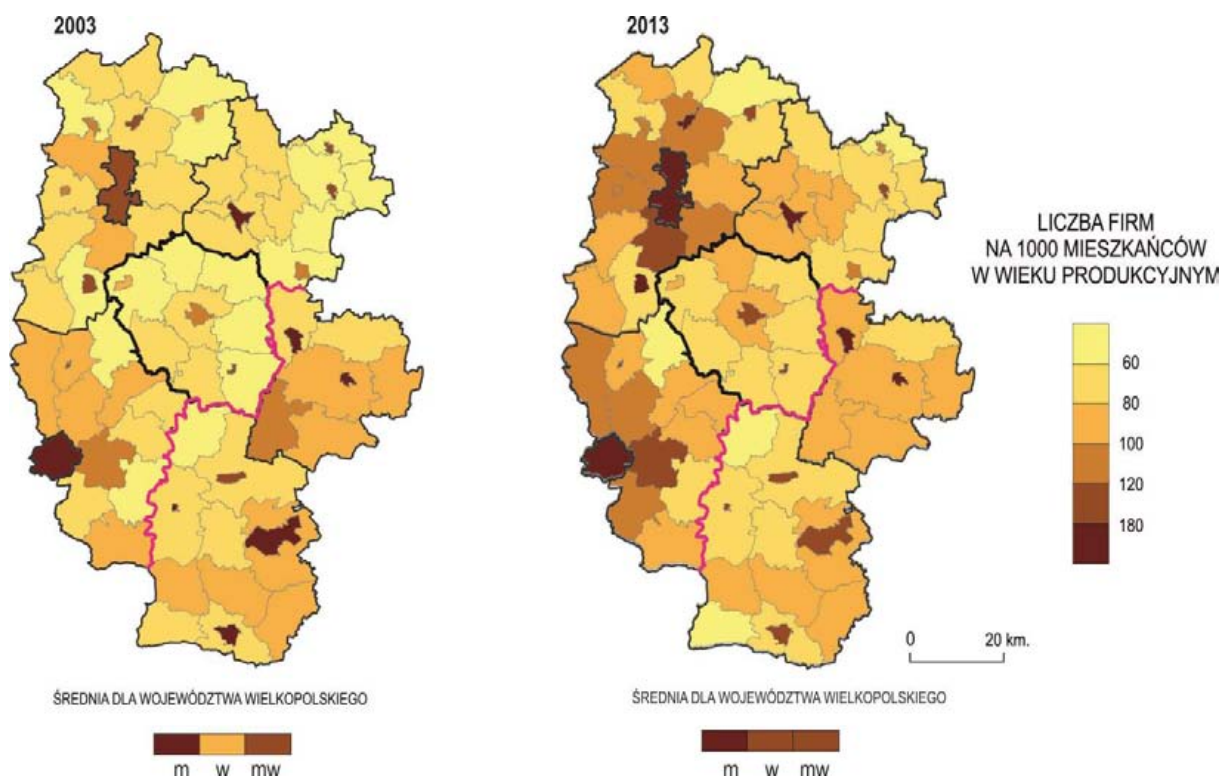 2003
2013
LICZBA FIRM
NA 1000 MIESZKAŃCÓW
W WIEKU PRODUKCYJNYM
60
80
100
120
180
0 20 km.
ŚREDNIA DLA WOJEWÓDZTWA WIELKOPOLSKIEGO
m w mw
ŚREDNIA DLA WOJEWÓDZTWA WIELKOPOLSKIEGO
m w mw